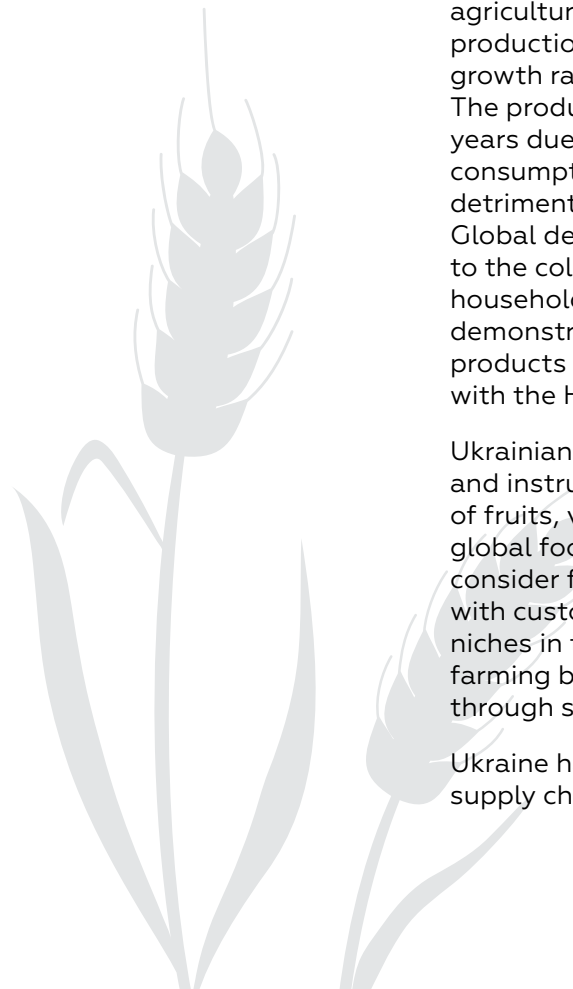 agricultur
productio
growth ra
The produ
years due
consumpt
detriment
Global de
to the col
househol
demonstr
products
with the H
Ukrainian
and instru
of fruits, v
global foo
consider f
with custo
niches in t
farming b
through s
Ukraine h
supply ch